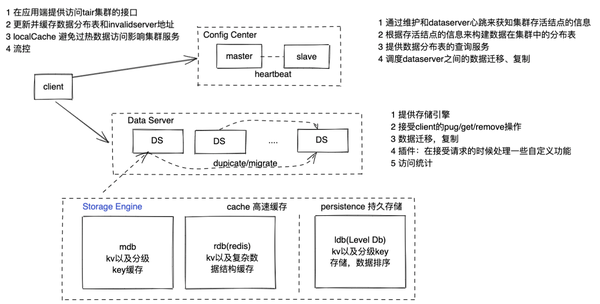 1 在应用端提供访问tair集群的接口
2 更新并缓存数据分布表和invalidserver地址
3 localCache 避免过热数据访问影响集群服务
4 流控
Config Center
master
slave
heartbeat
1 通过维护和dataserver心跳来获知集群存活结点的信息
2 根据存活结点的信息来构建数据在集群中的分布表
3 提供数据分布表的查询服务
4 调度dataserver之间的数据迁移、复制
client
Data Server
DS
DS
....
DS
dupicate/migrate
1 提供存储引擎
2 接受client的pug/get/remove操作
3 数据迁移，复制
4 插件：在接受请求的时候处理一些自定义功能
5 访问统计
Storage Engine
cache 高速缓存
persistence 持久存储
mdb
kv以及分级
key缓存
rdb(redis)
kv以及复杂数
据结构缓存
ldb(Level Db)
kv以及分级key
存储，数据排序